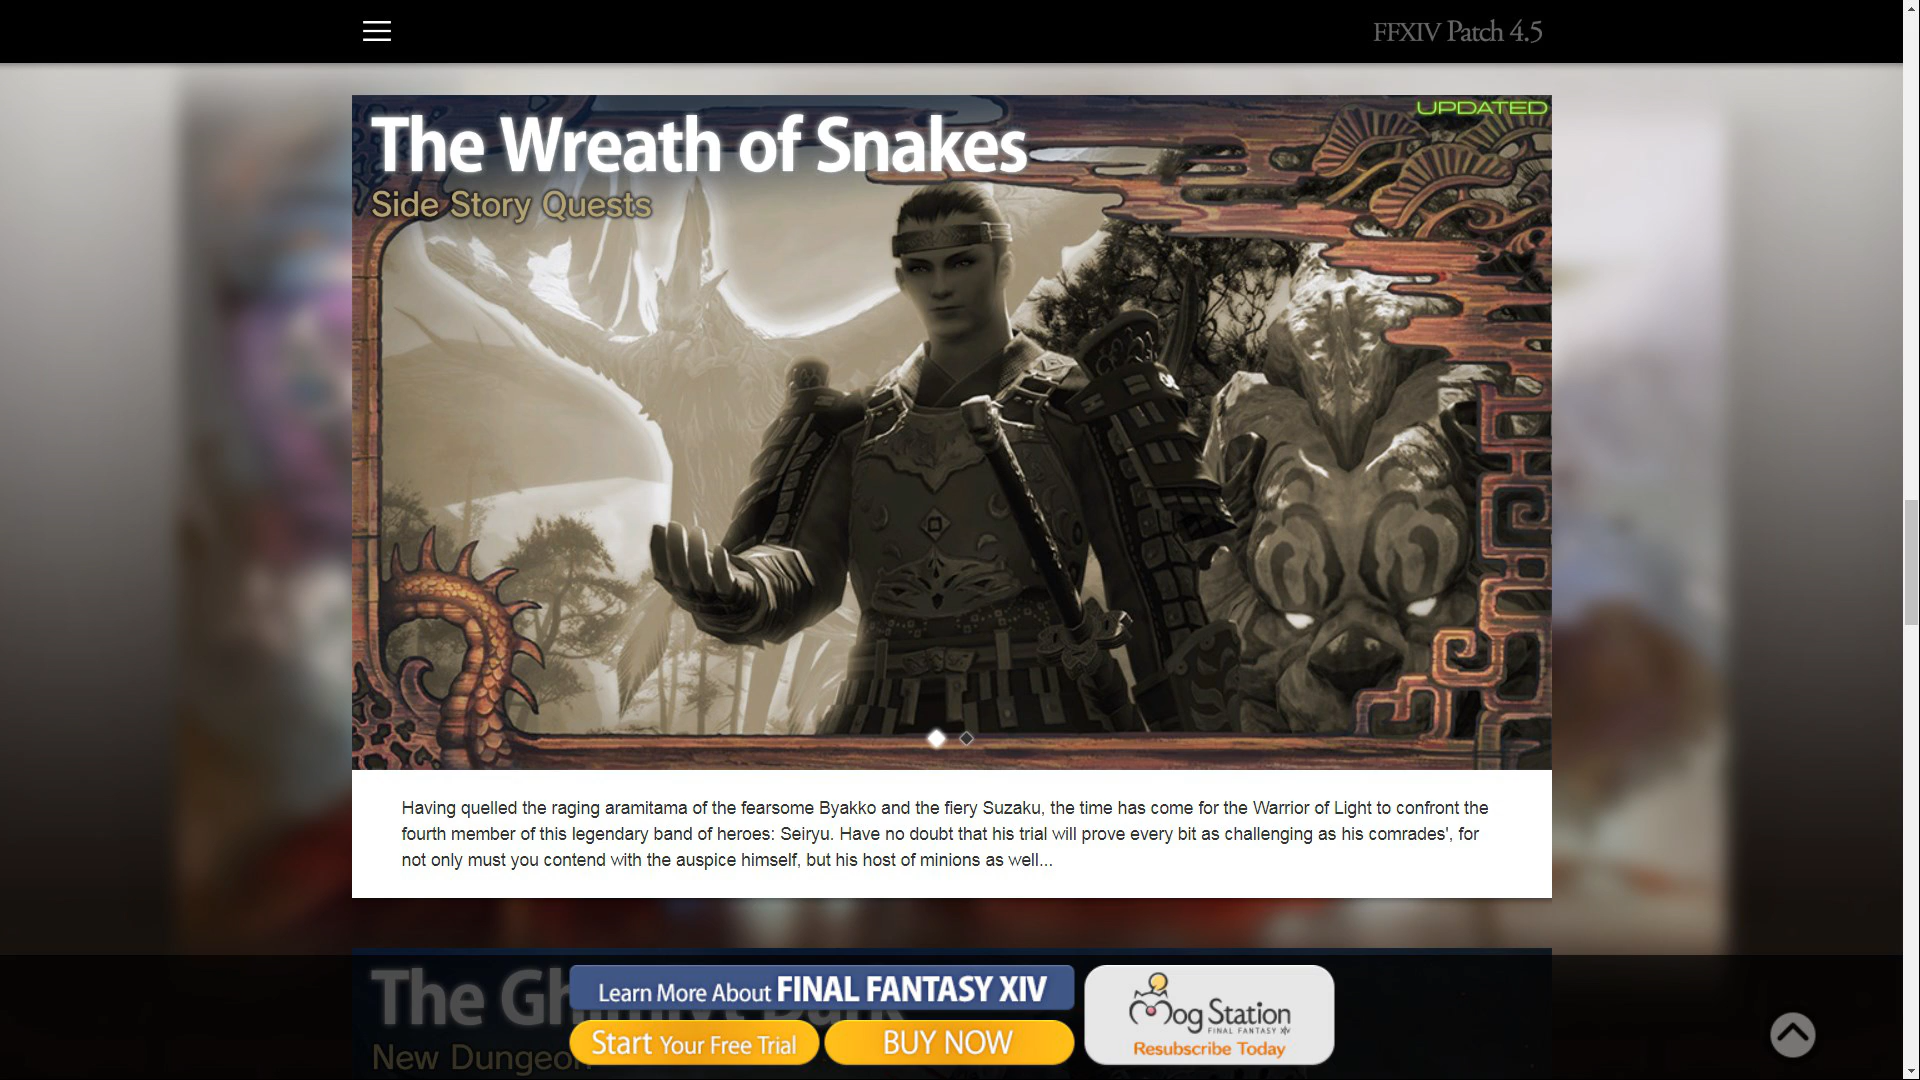 FFXIV Patch 4.5
UPDATED
The Wreath of Snakes
Side Story Quests
Having quelled the raging aramitama of the fearsome Byakko and the fiery Suzaku, the time has come for the Warrior of Light to confront the
fourth member of this legendary band of heroes: Seiryu. Have no doubt that his trial will prove every bit as challenging as his comrades', for
not only must you contend with the auspice himself, but his host of minions as well...
The Ghimlyt Dark
New Dungeon
Learn More About FINAL FANTASY XIV
Start Your Free Trial
BUY NOW
Mog Station
FINAL FANTASY XIV
Resubscribe Today